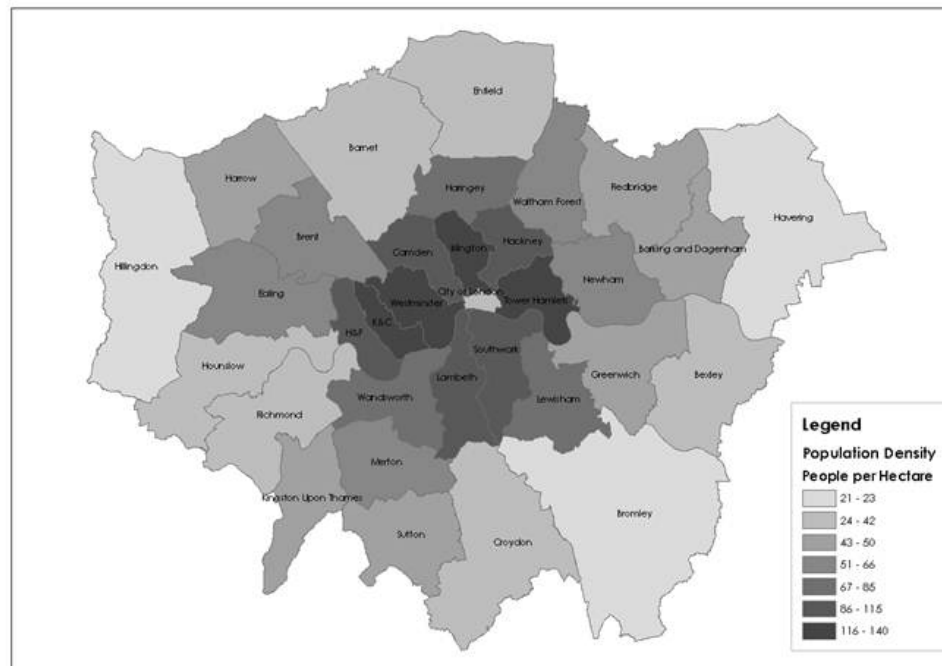 Enfield
Barnet
Harrow
Haringey
Waltham Forest
Redbridge
Havering
Brent
Camden
Islington
Hackney
Barking and Dagenham
Hillingdon
Ealing
Newham
City of London
Westminster
Tower Hamlets
K&C
H&F
Southwark
Hounslow
Lambeth
Greenwich
Bexley
Richmond
Wandsworth
Lewisham
Merton
Kingston Upon Thames
Sutton
Croydon
Bromley
Legend
Population Density
People per Hectare
21 - 23
24 - 42
43 - 50
51 - 66
67 - 85
86 - 115
116 - 140